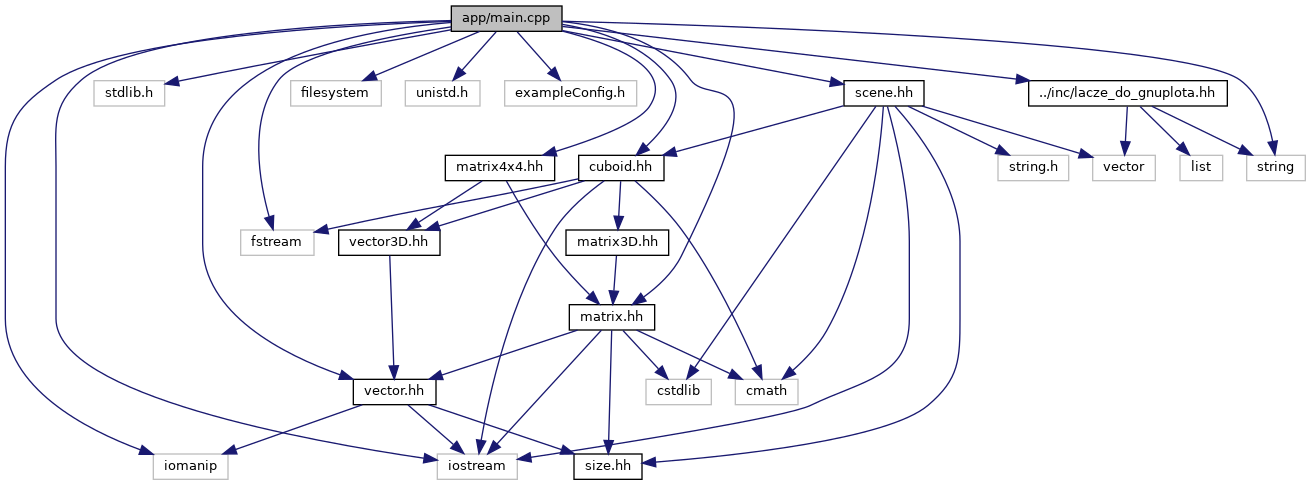 app/main.cpp
stdlib.h
filesystem
unistd.h
exampleConfig.h
scene.hh
../inc/lacze_do_gnuplota.hh
matrix4x4.hh
cuboid.hh
string.h
vector
list
string
fstream
vector3D.hh
matrix3D.hh
matrix.hh
vector.hh
cstdlib
cmath
iomanip
iostream
size.hh